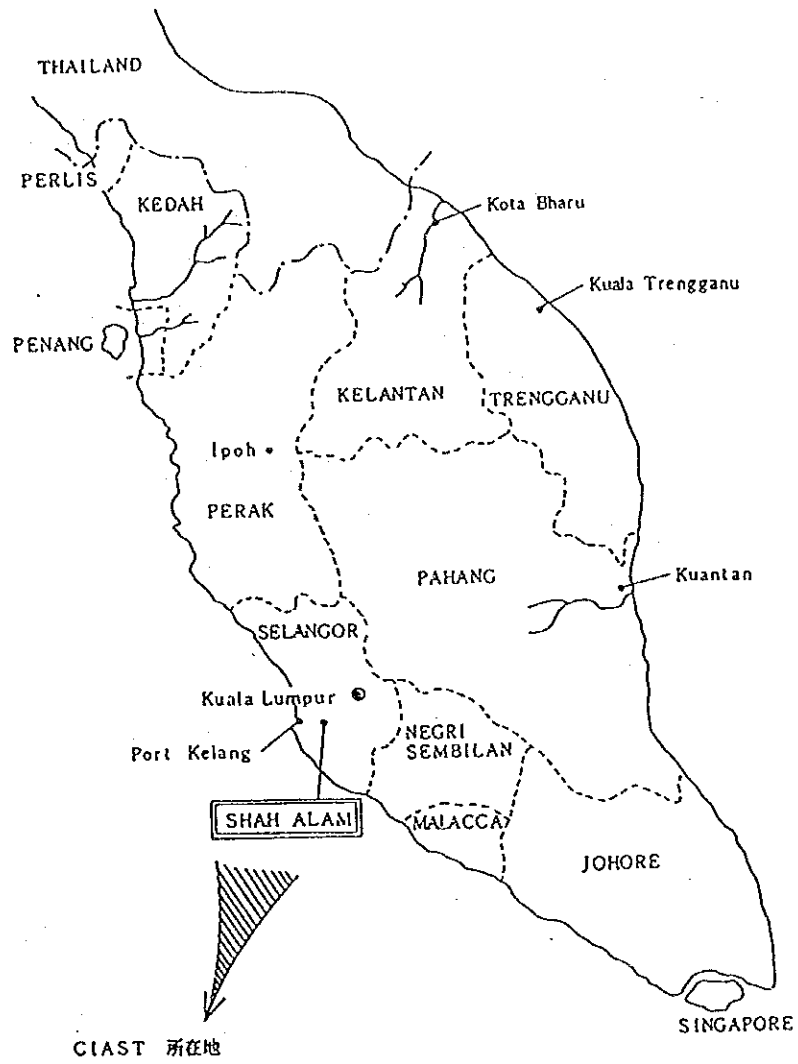 THAILAND
PERLIS
KEDAH
Kota Bharu
Kuala Trengganu
PENANG
KELANTAN
TRENGGANU
Ipoh
PERAK
PAHANG
Kuantan
SELANGOR
Kuala Lumpur
NEGRI
SEMBILAN
Port Kelang
SHAH ALAM
MALACCA
JOHORE
SINGAPORE
CIAST 所在地